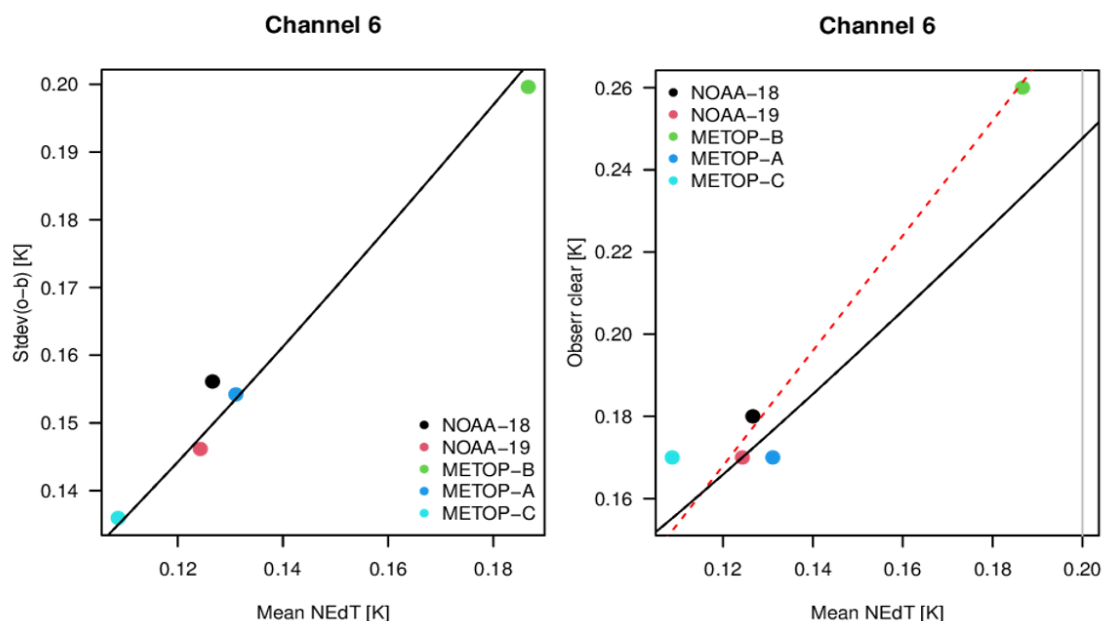 Channel 6
Stdev(o−b) [K]
0.20
0.19
0.18
0.17
0.16
0.15
0.14
NOAA−18
NOAA−19
METOP−B
METOP−A
METOP−C
0.12 0.14 0.16 0.18
Mean NEdT [K]
Channel 6
Obserr clear [K]
0.26
0.24
0.22
0.20
0.18
0.16
NOAA−18
NOAA−19
METOP−B
METOP−A
METOP−C
0.12 0.14 0.16 0.18 0.20
Mean NEdT [K]